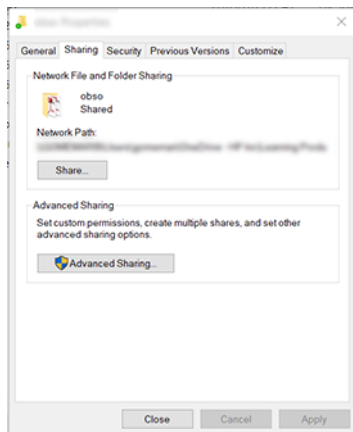 Properties
General Sharing Security Previous Versions Customize
Network File and Folder Sharing
obso
Shared
Network Path:
Share...
Advanced Sharing
Set custom permissions, create multiple shares, and set other
advanced sharing options.
Advanced Sharing...
Close Cancel Apply